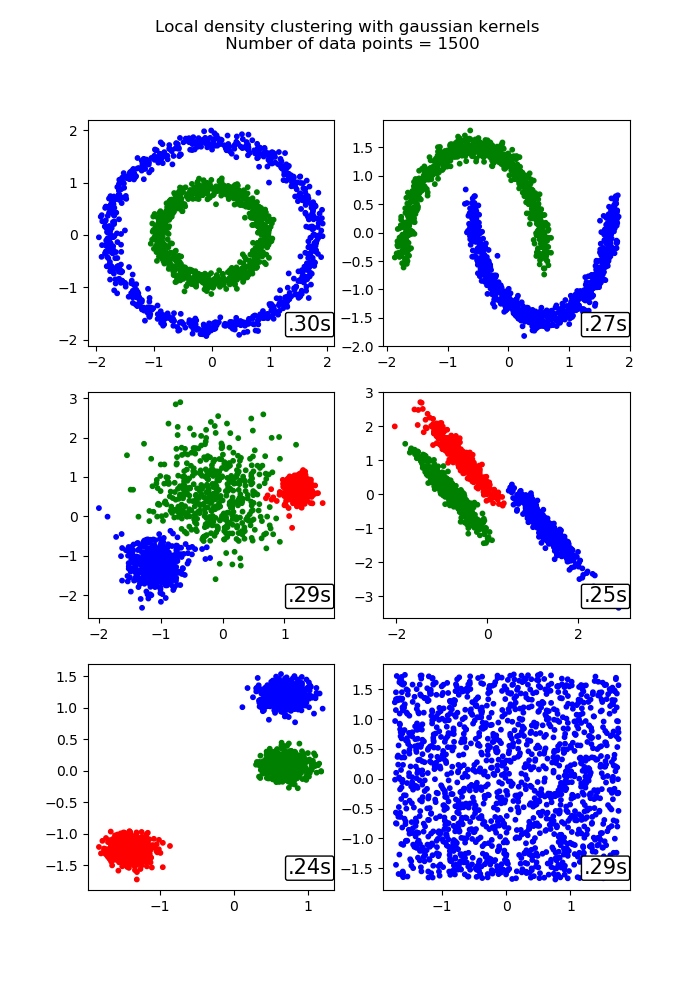 Local density clustering with gaussian kernels
Number of data points = 1500
2
1
0
−1
−2
.30s
−2 −1 0 1 2
1.5
1.0
0.5
0.0
−0.5
−1.0
−1.5
−2.0
.27s
−2 −1 0 1 2
3
2
1
0
−1
−2
.29s
−2 −1 0 1
3
2
1
0
−1
−2
−3
.25s
−2 0 2
1.5
1.0
0.5
0.0
−0.5
−1.0
−1.5
.24s
−1 0 1
1.5
1.0
0.5
0.0
−0.5
−1.0
−1.5
.29s
−1 0 1